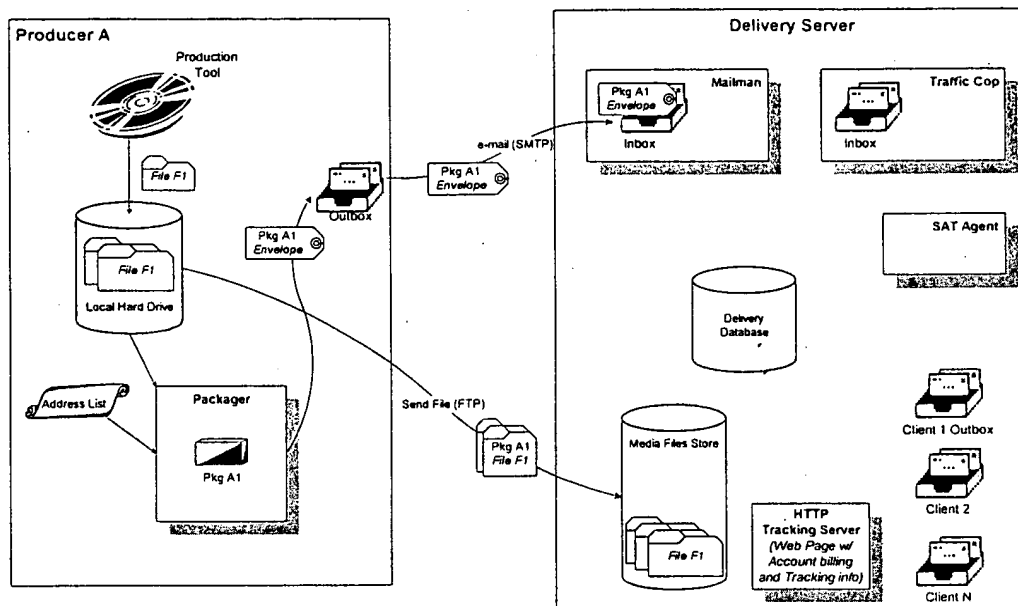 Producer A
Production
Tool
File F1
File F1
Local Hard Drive
Address List
Packager
Pkg A1
Pkg A1
Envelope
Outbox
Pkg A1
Envelope
e-mail (SMTP)
Send File (FTP)
Pkg A1
File F1
Delivery Server
Mailman
Pkg A1
Envelope
Inbox
Traffic Cop
Inbox
SAT Agent
Delivery
Database
Media Files Store
File F1
HTTP
Tracking Server
(Web Page w/
Account billing
and Tracking info)
Client 1 Outbox
Client 2
Client N